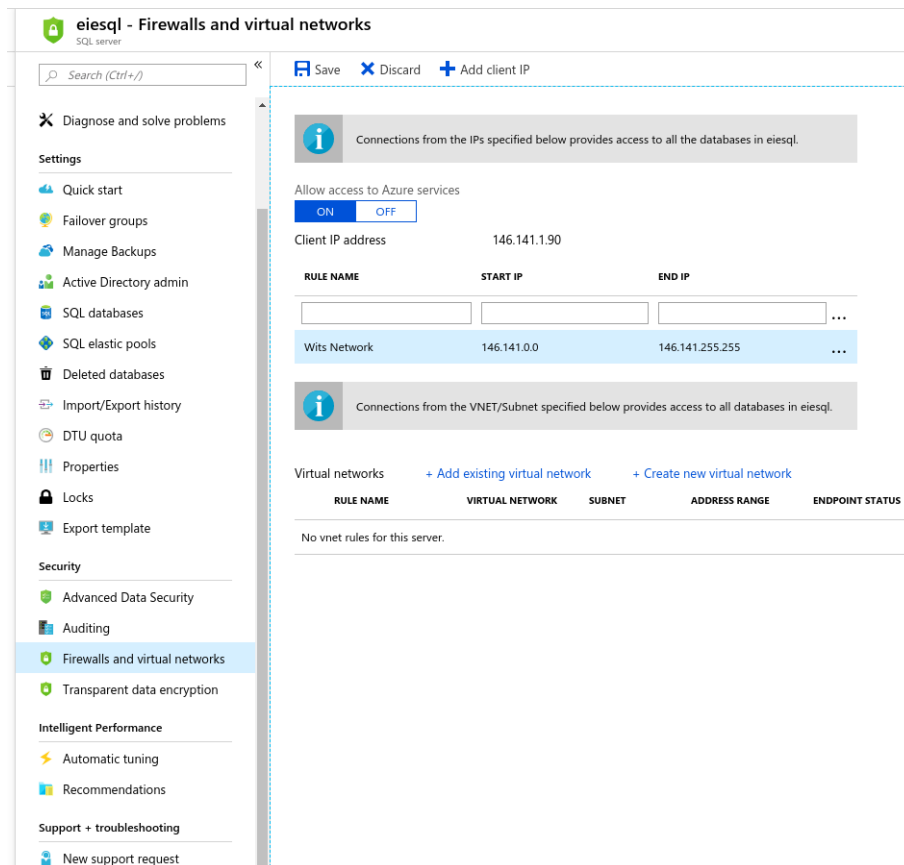 eiesql - Firewalls and virtual networks
SQL server
Search (Ctrl+/)
«
Diagnose and solve problems
Settings
Quick start
Failover groups
Manage Backups
Active Directory admin
SQL databases
SQL elastic pools
Deleted databases
Import/Export history
DTU quota
Properties
Locks
Export template
Security
Advanced Data Security
Auditing
Firewalls and virtual networks
Transparent data encryption
Intelligent Performance
Automatic tuning
Recommendations
Support + troubleshooting
New support request
Save Discard Add client IP
Connections from the IPs specified below provides access to all the databases in eiesql.
Allow access to Azure services
ON OFF
Client IP address 146.141.1.90
RULE NAME START IP END IP
...
Wits Network 146.141.0.0 146.141.255.255 ...
Connections from the VNET/Subnet specified below provides access to all databases in eiesql.
Virtual networks + Add existing virtual network + Create new virtual network
RULE NAME VIRTUAL NETWORK SUBNET ADDRESS RANGE ENDPOINT STATUS
No vnet rules for this server.